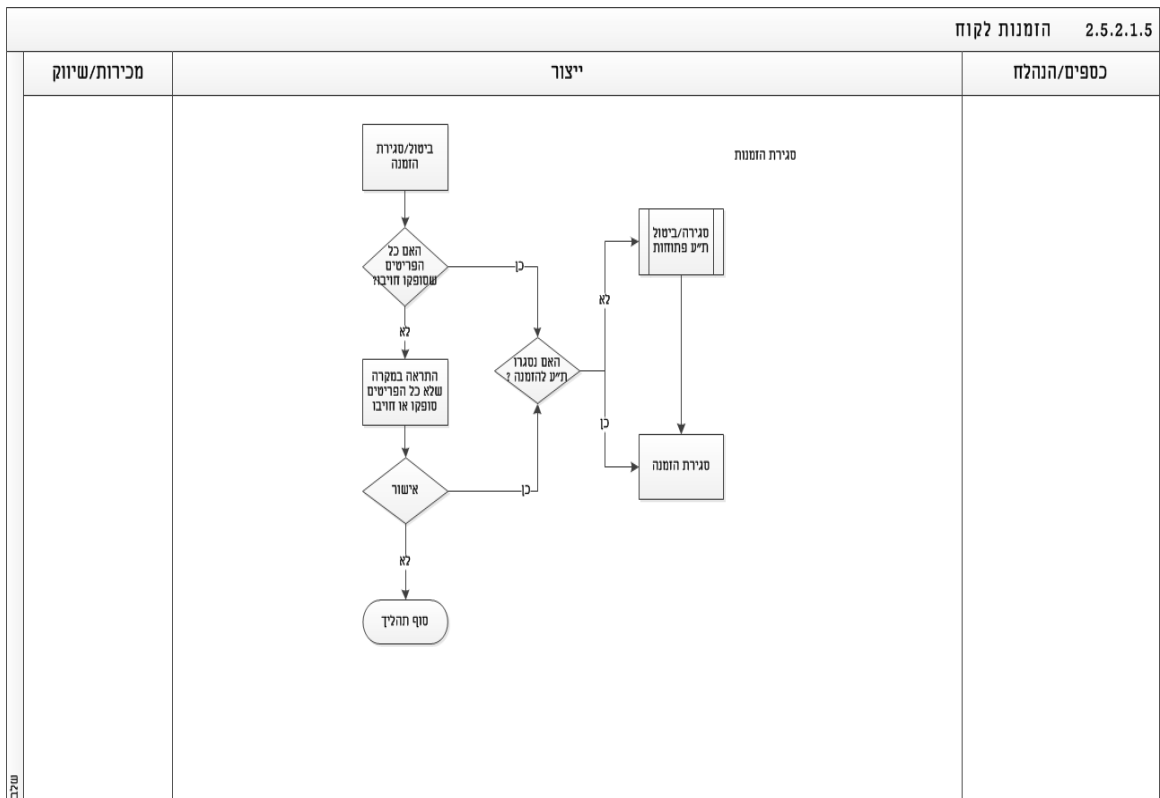 2.5.2.1.5 הזמנות לקוח
כספים/הנהלח
ייצור
מכירות/שיווק
סגירת הזמנות
ביטול/סגירת
הזמנה
האם כל
הפריטים
שסופקו חויבו?
כן
לא
התראה במקרה
שלא כל הפריטים
סופקו או חויבו
אישור
כן
לא
סוף תהליך
האם נסגרו
ת״ע להזמנה ?
לא
כן
סגירה/ביטול
ת״ע פתוחות
סגירת הזמנה
שלב